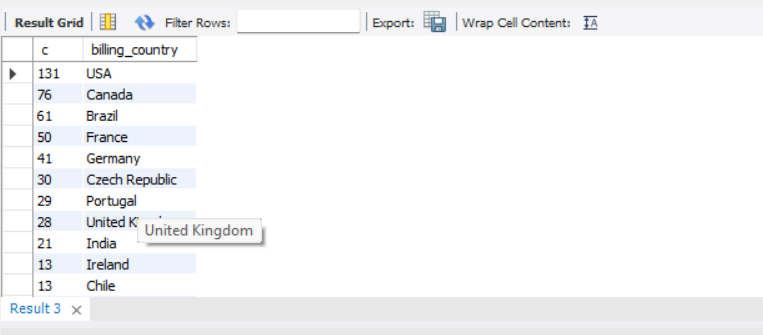 Result Grid Filter Rows: Export: Wrap Cell Content: IA
c billing_country
131 USA
76 Canada
61 Brazil
50 France
41 Germany
30 Czech Republic
29 Portugal
28 United K
United Kingdom
21 India
13 Ireland
13 Chile
Result 3 ×